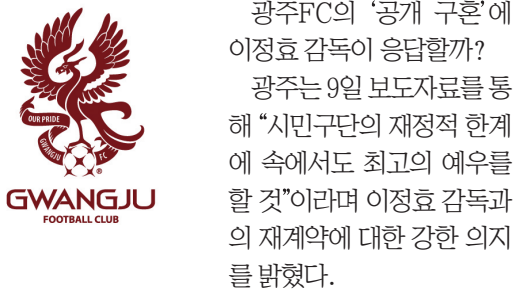 OUR PRIDE
GWANGJU
FC
GWANGJU
FOOTBALL CLUB
광주FC의 ‘공개 구혼’에
이정효 감독이 응답할까?
광주는 9일 보도자료를 통
해 “시민구단의 재정적 한계
에 속에서도 최고의 예우를
할 것”이라며 이정효 감독과
의 재계약에 대한 강한 의지
를 밝혔다.